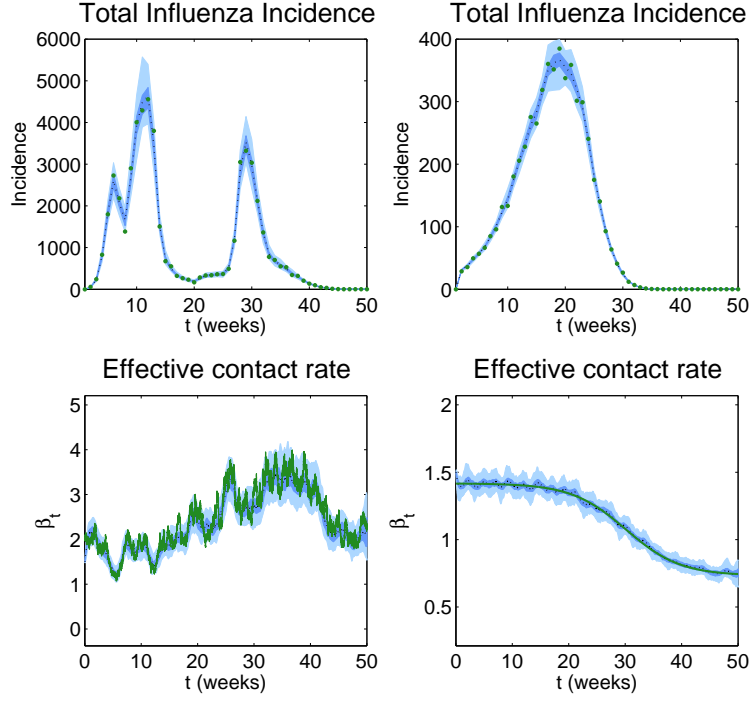 Total Influenza Incidence
6000
5000
4000
3000
2000
1000
0
Incidence
10 20 30 40 50
t (weeks)
Total Influenza Incidence
400
300
200
100
0
Incidence
10 20 30 40 50
t (weeks)
Effective contact rate
5
4
3
2
1
0
βt
0 10 20 30 40 50
t (weeks)
Effective contact rate
2
1.5
1
0.5
βt
0 10 20 30 40 50
t (weeks)